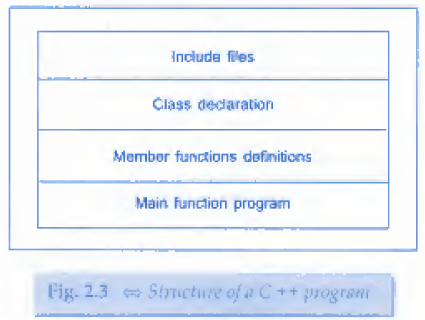 Include files
Class declaration
Member functions definitions
Main function program
Fig. 2.3 ⇔ Structure of a C ++ program